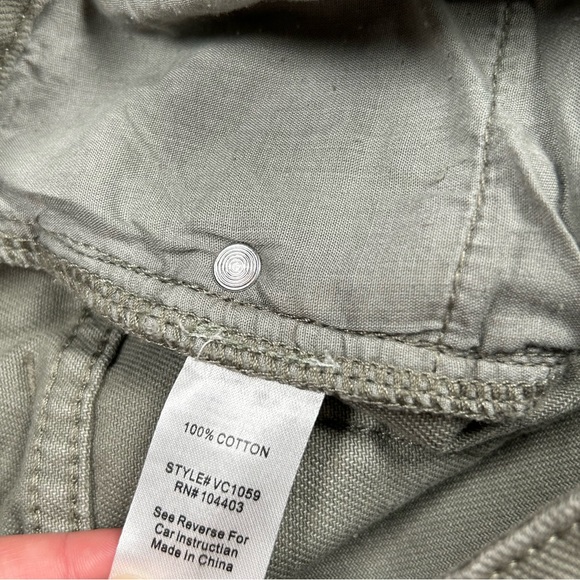 100% COTTON
STYLE# VC1059
RN# 104403
See Reverse For
Car Instructian
Made In China